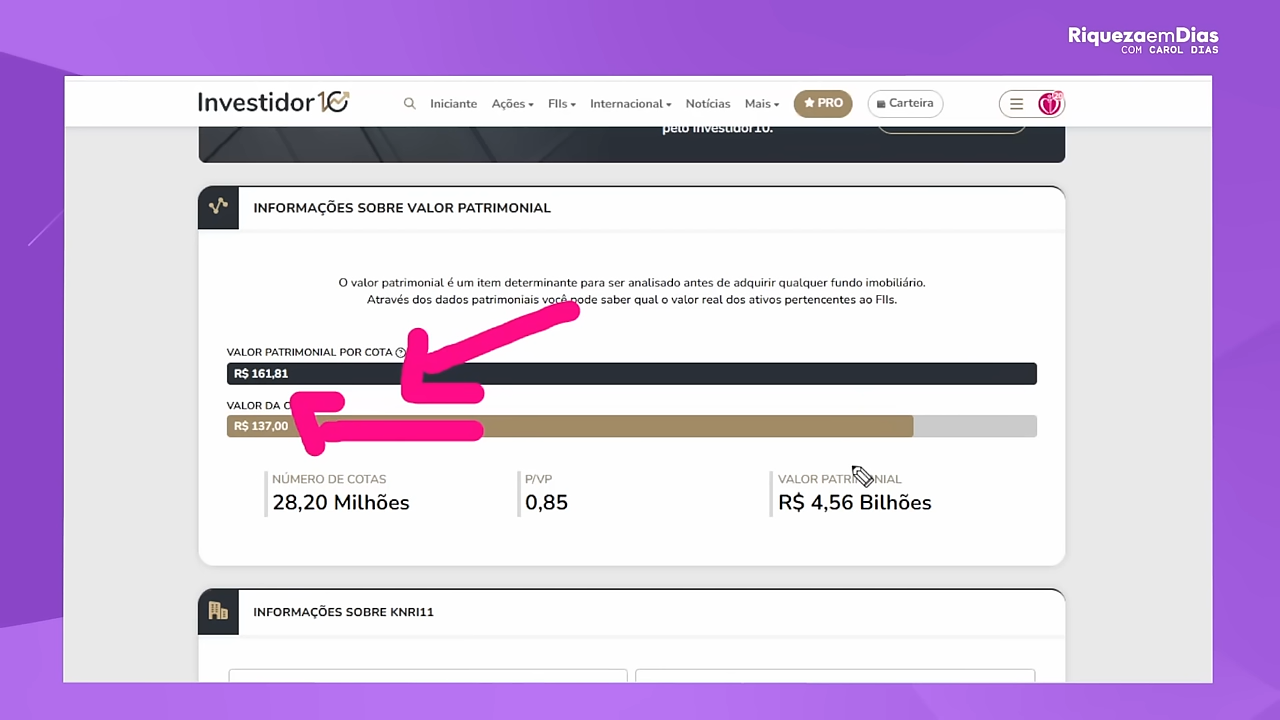 RiquezaemDias
COM CAROL DIAS
Investidor10
Iniciante Ações FIIs Internacional Notícias Mais PRO Carteira
pelo Investidor10.
INFORMAÇÕES SOBRE VALOR PATRIMONIAL
O valor patrimonial é um item determinante para ser analisado antes de adquirir qualquer fundo imobiliário.
Através dos dados patrimoniais você pode saber qual o valor real dos ativos pertencentes ao FIIs.
VALOR PATRIMONIAL POR COTA
R$ 161,81
VALOR DA
R$ 137,00
NÚMERO DE COTAS
28,20 Milhões
P/VP
0,85
VALOR PATRIMONIAL
R$ 4,56 Bilhões
INFORMAÇÕES SOBRE KNRI11